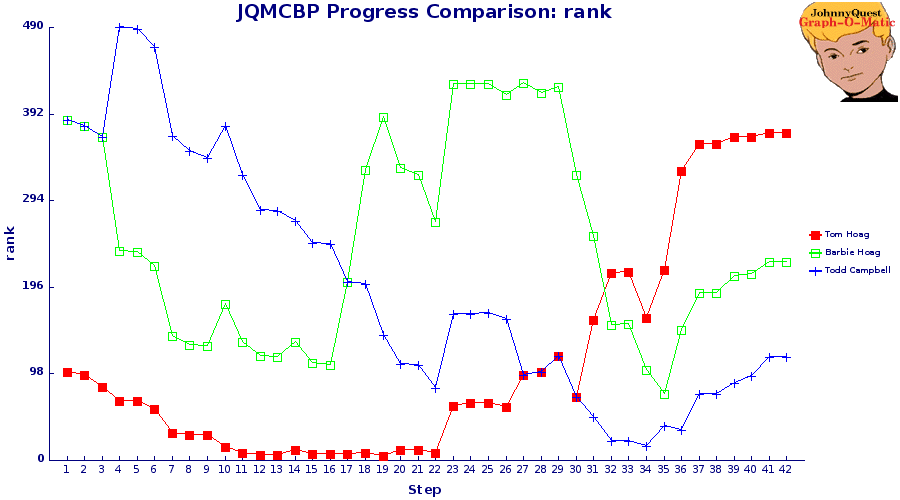 JQMCBP Progress Comparison: rank
JohnnyQuest
Graph-O-Matic
490
392
294
196
98
0
rank
Tom Hoag
Barbie Hoag
Todd Campbell
1 2 3 4 5 6 7 8 9 10 11 12 13 14 15 16 17 18 19 20 21 22 23 24 25 26 27 28 29 30 31 32 33 34 35 36 37 38 39 40 41 42
Step